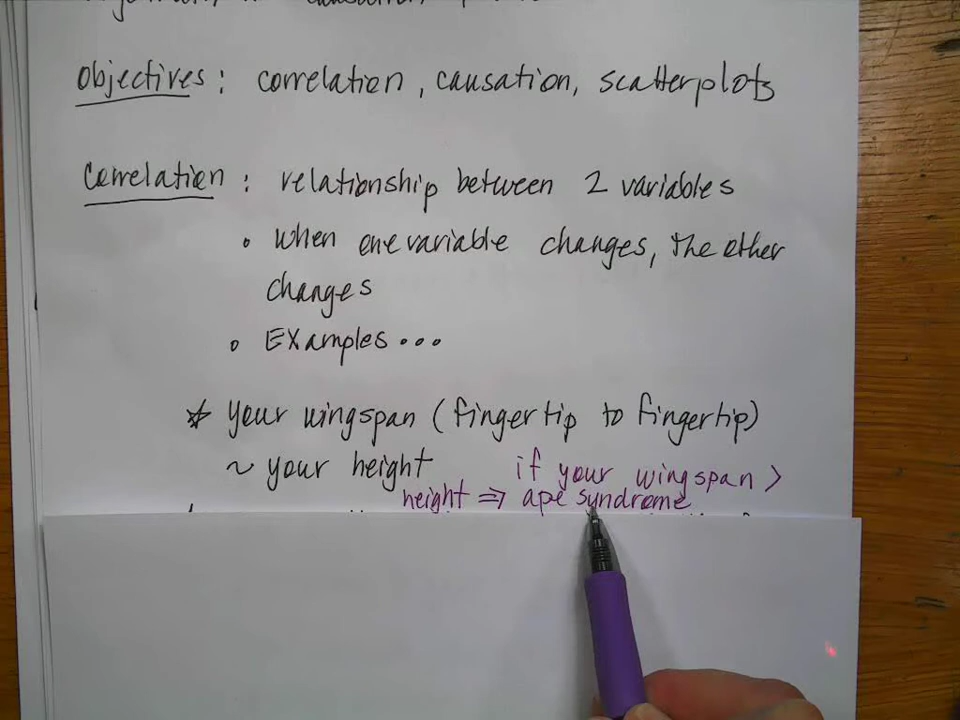 Objectives : correlation, causation, scatterplots
Correlation : relationship between 2 variables
• When one variable changes, the other
changes
• Examples...
* Your wingspan (fingertip to fingertip)
~ your height if your wingspan >
height ⇒ ape syndrome